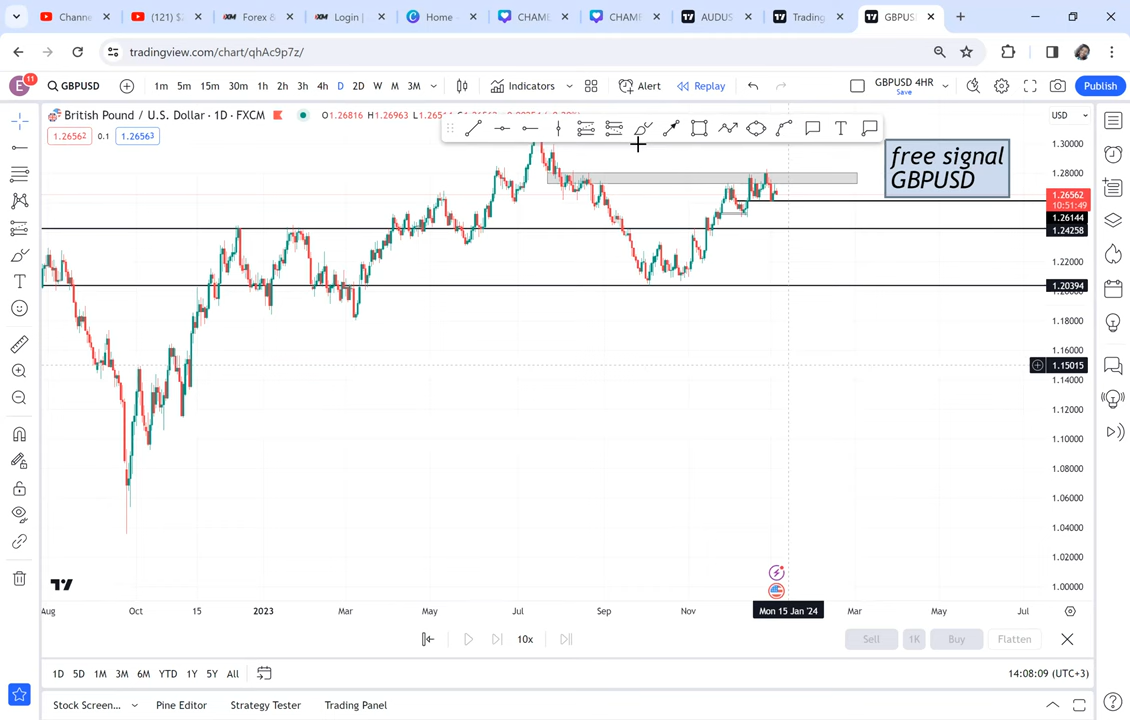 Channe
(121) $
Forex &
Login |
Home -
CHAME
CHAME
AUDUS
Trading
GBPUS
tradingview.com/chart/qhAc9p7z/
E
11
GBPUSD
1m 5m 15m 30m 1h 2h 3h 4h D 2D W M 3M
Indicators
Alert
Replay
GBPUSD 4HR
Save
Publish
British Pound / U.S. Dollar · 1D · FXCM
O1.26816 H1.26963
USD
1.26562
0.1
1.26563
free signal
GBPUSD
1.30000
1.28000
1.26562
10:51:49
1.26144
1.24258
1.22000
1.20394
1.18000
1.16000
1.15015
1.14000
1.12000
1.10000
1.08000
1.06000
1.04000
1.02000
1.00000
Aug Oct 15 2023 Mar May Jul Sep Nov Mon 15 Jan '24 Mar May Jul
10x
Sell 1K Buy Flatten
1D 5D 1M 3M 6M YTD 1Y 5Y All
14:08:09 (UTC+3)
Stock Screen... Pine Editor Strategy Tester Trading Panel